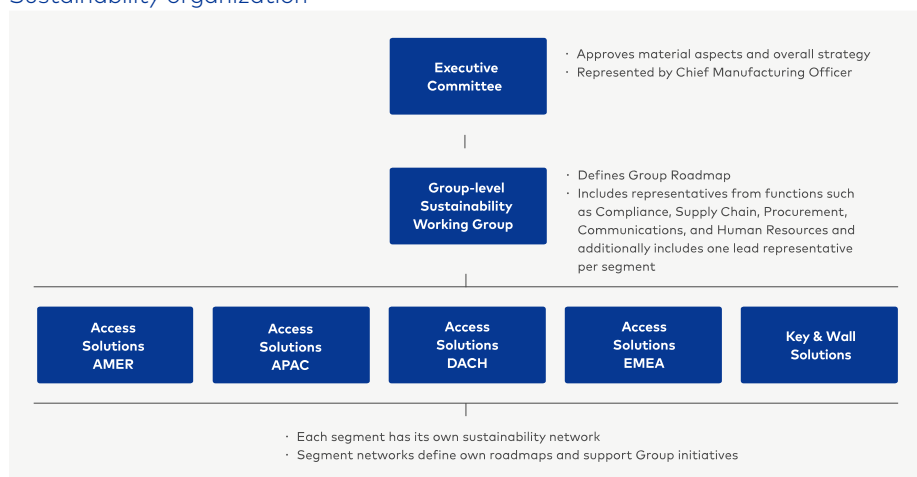 Sustainability organization
Executive
Committee
· Approves material aspects and overall strategy
· Represented by Chief Manufacturing Officer
Group-level
Sustainability
Working Group
· Defines Group Roadmap
· Includes representatives from functions such
as Compliance, Supply Chain, Procurement,
Communications, and Human Resources and
additionally includes one lead representative
per segment
Access
Solutions
AMER
Access
Solutions
APAC
Access
Solutions
DACH
Access
Solutions
EMEA
Key & Wall
Solutions
· Each segment has its own sustainability network
· Segment networks define own roadmaps and support Group initiatives